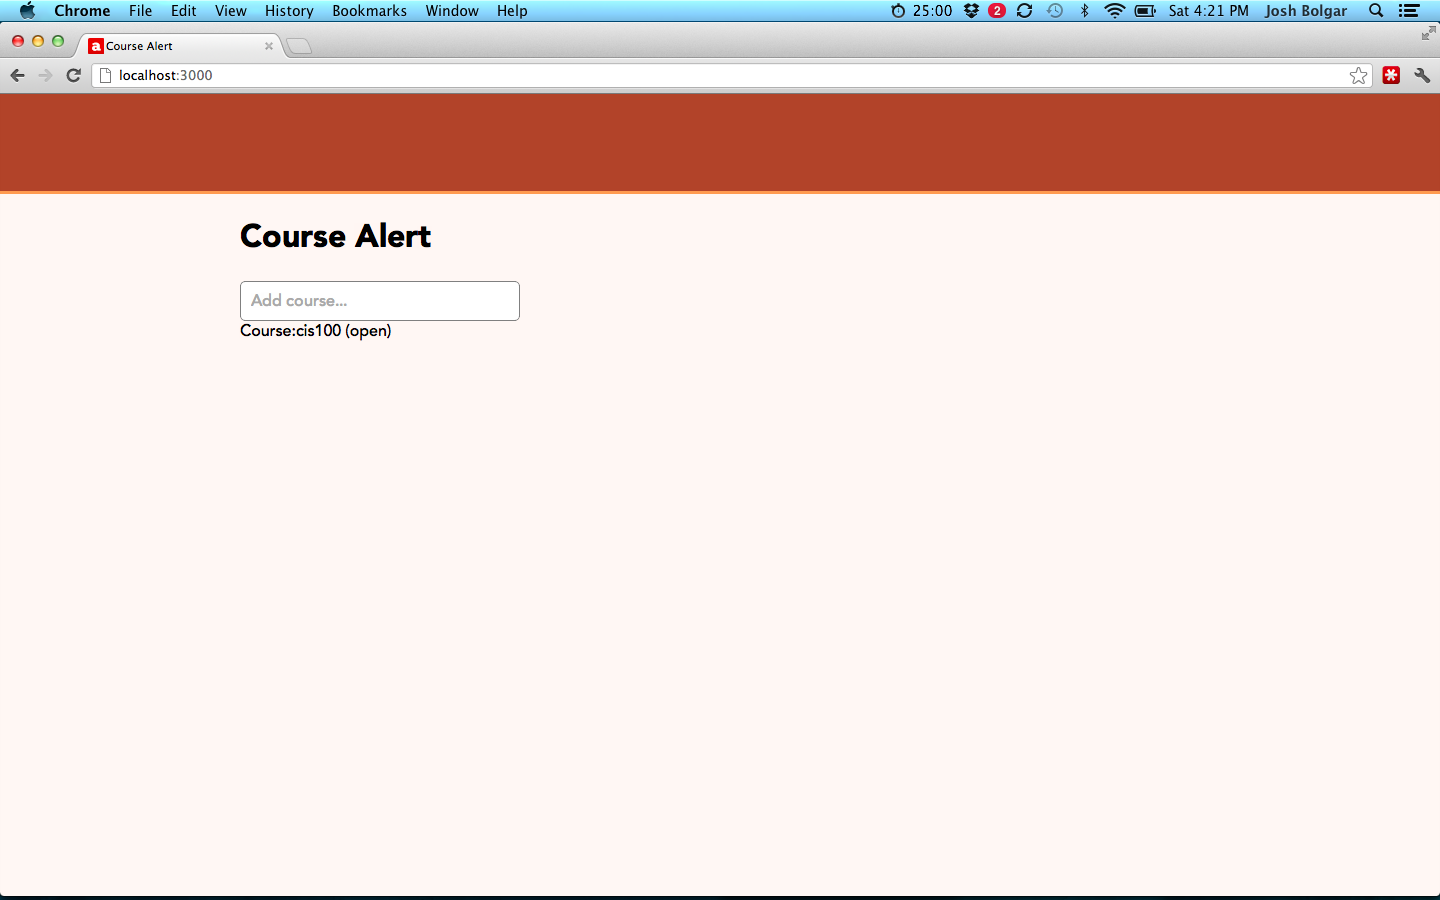 Chrome File Edit View History Bookmarks Window Help 25:00 2 Sat 4:21 PM Josh Bolgar
a Course Alert
localhost:3000
Course Alert
Add course...
Course:cis100 (open)